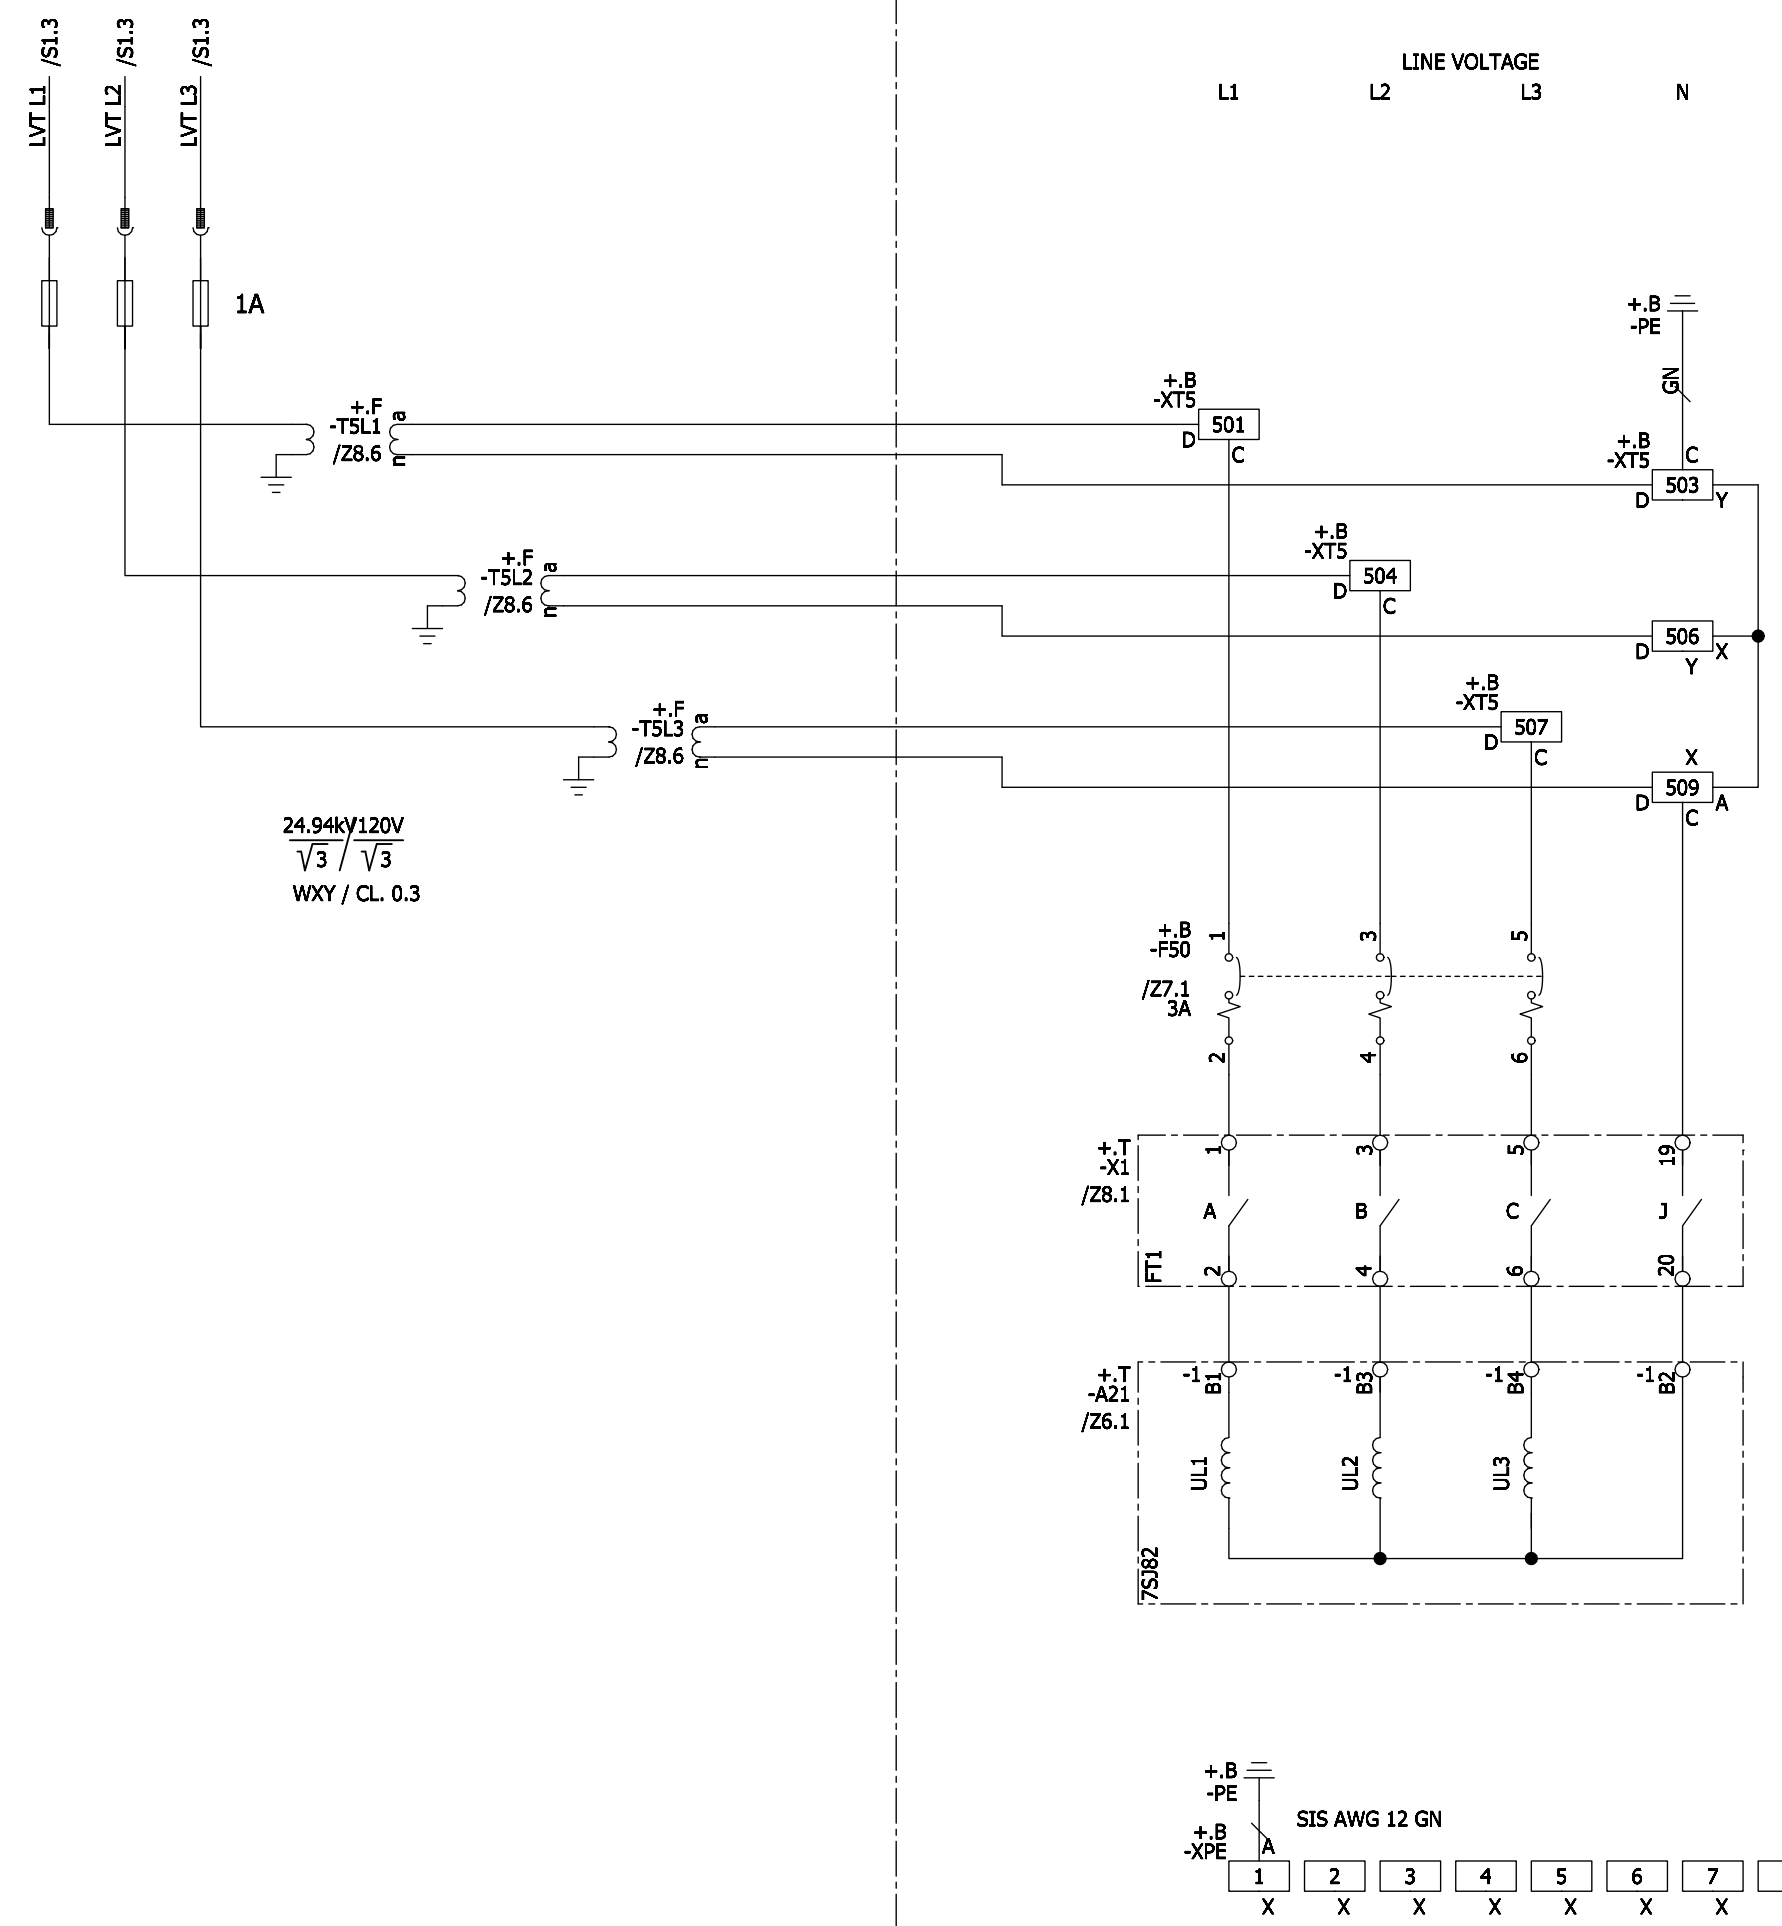 /S1.3
/S1.3
/S1.3
LVT L1
LVT L2
LVT L3
1A
LINE VOLTAGE
L1 L2 L3 N
+.B
-PE
GN
+.F
-T5L1
/Z8.6
a
n
+.B
-XT5
501
D
C
+.B
-XT5
C
503
D
Y
+.F
-T5L2
/Z8.6
a
n
+.B
-XT5
504
D
C
506
D
X
Y
+.F
-T5L3
/Z8.6
a
n
+.B
-XT5
507
D
C
X
509
D
A
C
24.94kV/120V
√3 / √3
WXY / CL. 0.3
+.B
-F50
/Z7.1
3A
1 3 5
2 4 6
+.T
-X1
/Z8.1
1 3 5 19
A B C J
FT1
2 4 6 20
+.T
-A21
/Z6.1
-1 -1 -1 -1
B1 B3 B4 B2
UL1 UL2 UL3
7SJ82
+.B
-PE
SIS AWG 12 GN
+.B
-XPE
A
1 2 3 4 5 6 7
X X X X X X X